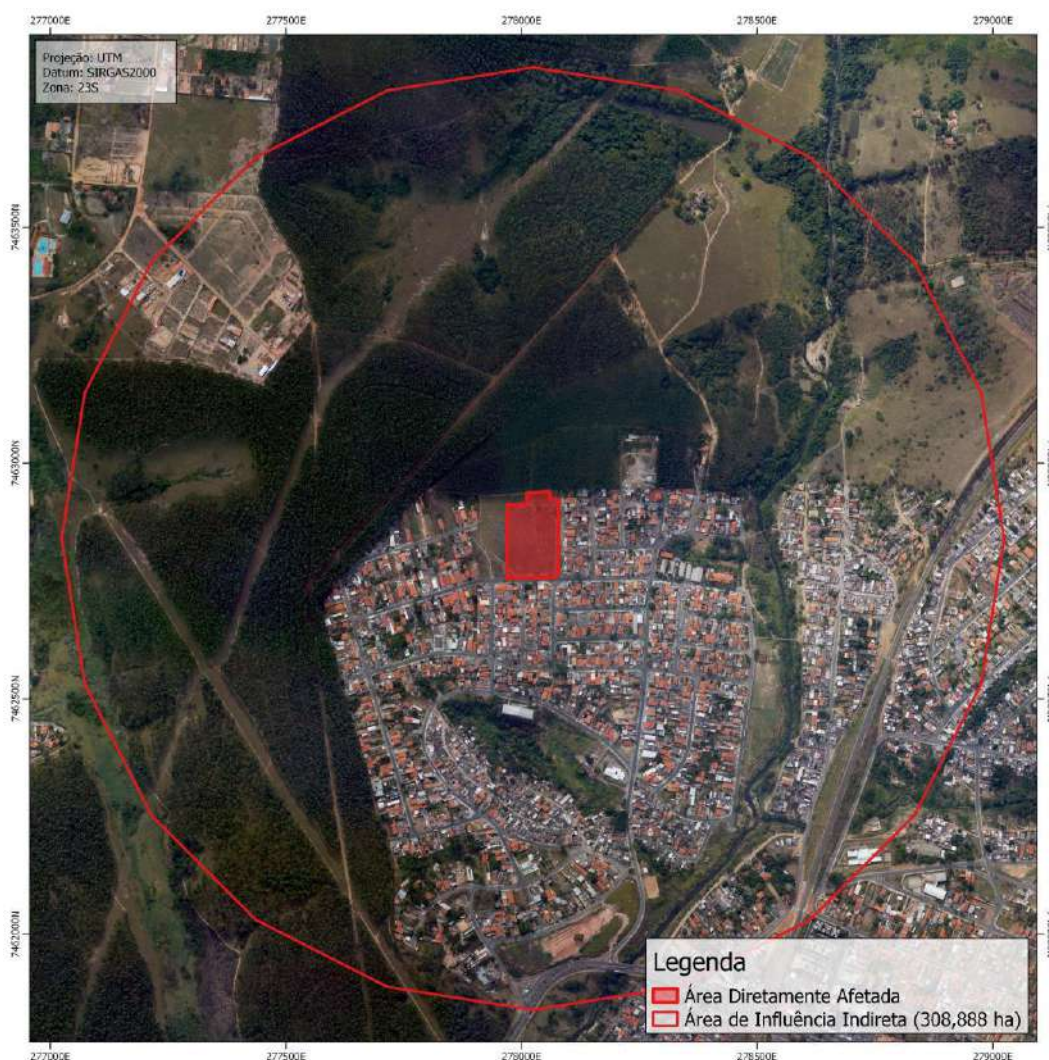 277000E 277500E 278000E 278500E 279000E
Projeção: UTM
Datum: SIRGAS2000
Zona: 23S
7463500N
7463000N
7462500N
7462000N
Legenda
Área Diretamente Afetada
Área de Influência Indireta (308,888 ha)
277000E 277500E 278000E 278500E 279000E